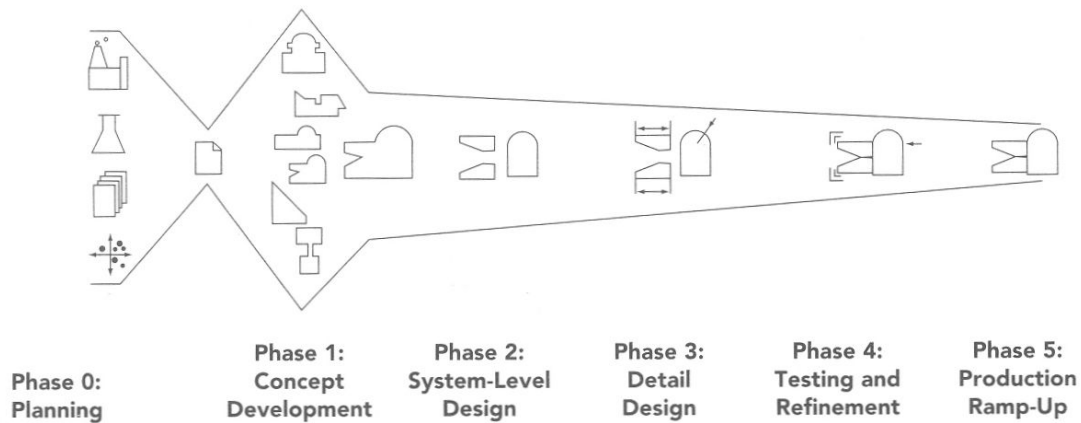 Phase 0:
Planning
Phase 1:
Concept
Development
Phase 2:
System-Level
Design
Phase 3:
Detail
Design
Phase 4:
Testing and
Refinement
Phase 5:
Production
Ramp-Up